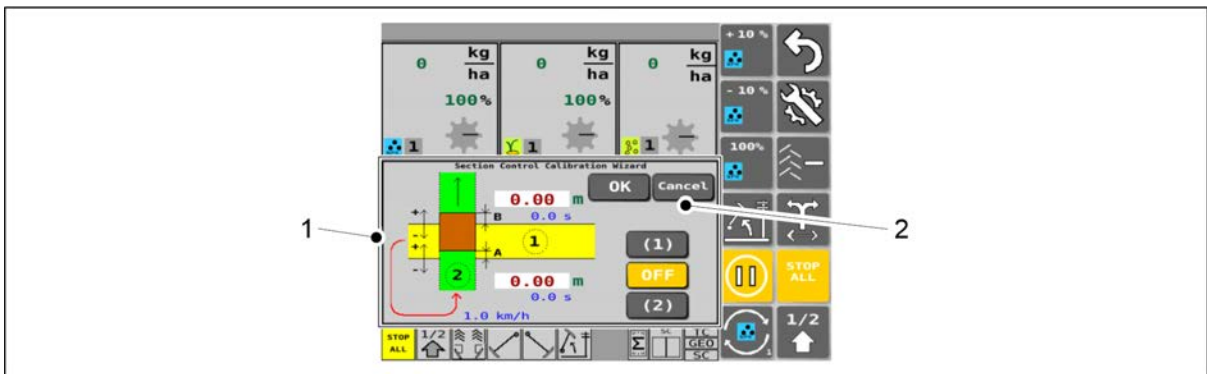 0 kg/ha 0 kg/ha 0 kg/ha
100% 100%
1 1 1
+10 %
- 10 %
100%
Section Control Calibration Wizard
OK Cancel
0.00 m
0.0 s
+ B
-
+ A
-
1
2
(1)
OFF
(2)
0.00 m
0.0 s
1.0 km/h
STOP ALL
1/2
1
STOP ALL 1/2 Σ SC TC
GEO
SC
1
2